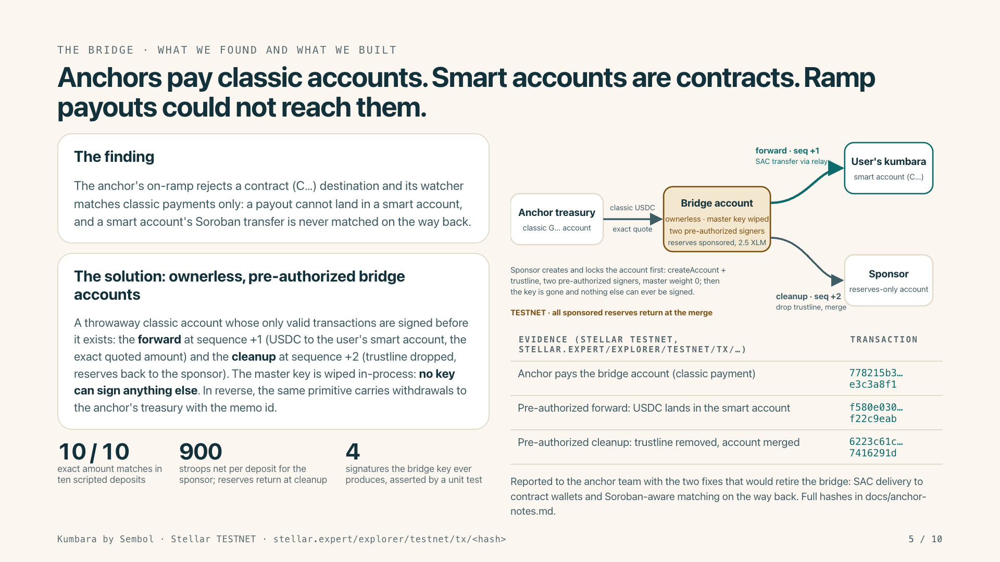 THE BRIDGE · WHAT WE FOUND AND WHAT WE BUILT
Anchors pay classic accounts. Smart accounts are contracts. Ramp
payouts could not reach them.
The finding
The anchor's on-ramp rejects a contract (C…) destination and its watcher
matches classic payments only: a payout cannot land in a smart account,
and a smart account's Soroban transfer is never matched on the way back.
The solution: ownerless, pre-authorized bridge
accounts
A throwaway classic account whose only valid transactions are signed before
it exists: the forward at sequence +1 (USDC to the user's smart account, the
exact quoted amount) and the cleanup at sequence +2 (trustline dropped,
reserves back to the sponsor). The master key is wiped in-process: no key
can sign anything else. In reverse, the same primitive carries withdrawals to
the anchor's treasury with the memo id.
10 / 10
exact amount matches in
ten scripted deposits
900
stroops net per deposit for the
sponsor; reserves return at cleanup
4
signatures the bridge key ever
produces, asserted by a unit test
Anchor treasury
classic G… account
classic USDC
exact quote
Bridge account
ownerless · master key wiped
two pre-authorized signers
reserves sponsored, 2.5 XLM
forward · seq +1
SAC transfer via relay
User's kumbara
smart account (C…)
cleanup · seq +2
drop trustline, merge
Sponsor
reserves-only account
Sponsor creates and locks the account first: createAccount +
trustline, two pre-authorized signers, master weight 0; then
the key is gone and nothing else can ever be signed.
TESTNET · all sponsored reserves return at the merge
EVIDENCE (STELLAR TESTNET,
STELLAR.EXPERT/EXPLORER/TESTNET/TX/…)
TRANSACTION
Anchor pays the bridge account (classic payment)
778215b3…
e3c3a8f1
Pre-authorized forward: USDC lands in the smart account
f580e030…
f22c9eab
Pre-authorized cleanup: trustline removed, account merged
6223c61c…
7416291d
Reported to the anchor team with the two fixes that would retire the bridge: SAC delivery to
contract wallets and Soroban-aware matching on the way back. Full hashes in docs/anchor-
notes.md.
Kumbara by Sembol · Stellar TESTNET · stellar.expert/explorer/testnet/tx/<hash>
5 / 10